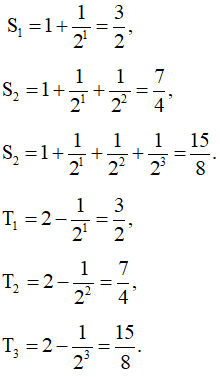 S₁ = 1 + 1/2¹ = 3/2,
S₂ = 1 + 1/2¹ + 1/2² = 7/4,
S₂ = 1 + 1/2¹ + 1/2² + 1/2³ = 15/8.
T₁ = 2 − 1/2¹ = 3/2,
T₂ = 2 − 1/2² = 7/4,
T₃ = 2 − 1/2³ = 15/8.